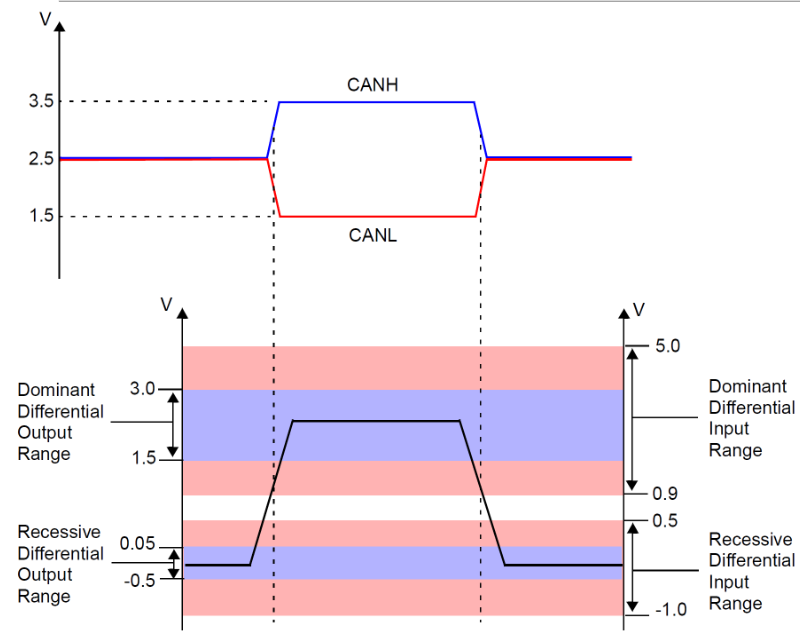 V
CANH
3.5
2.5
1.5
CANL
V
V
5.0
Dominant
Differential
Output
Range
3.0
1.5
Dominant
Differential
Input
Range
0.9
0.5
Recessive
Differential
Output
Range
0.05
-0.5
Recessive
Differential
Input
Range
-1.0